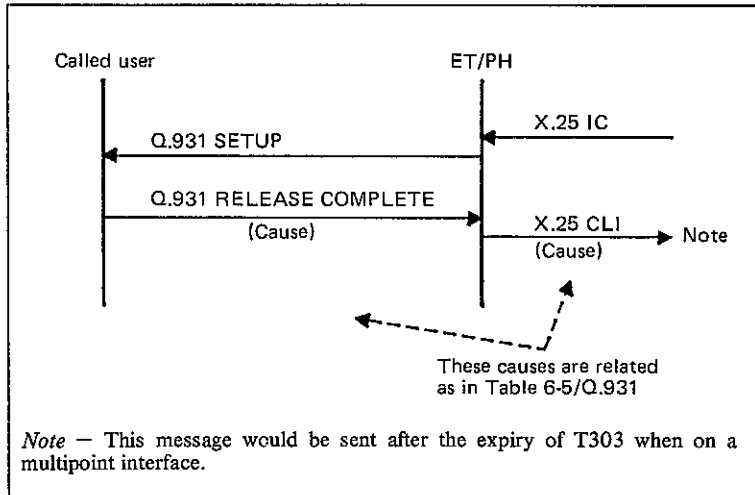 Called user
ET/PH
X.25 IC
Q.931 SETUP
Q.931 RELEASE COMPLETE
(Cause)
X.25 CLI
(Cause)
Note
These causes are related
as in Table 6-5/Q.931
Note — This message would be sent after the expiry of T303 when on a
multipoint interface.